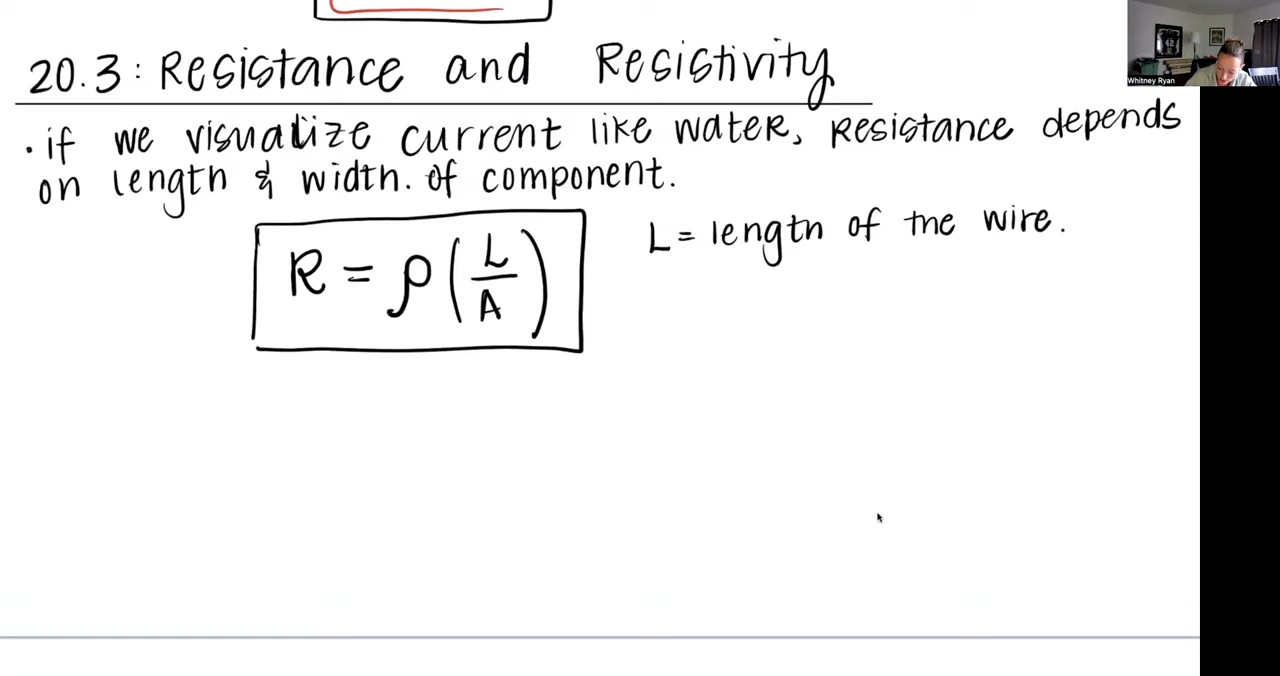 20.3: Resistance and Resistivity
• if we visualize current like water, Resistance depends
on length & width. of component.
R = ρ(L/A)
L = length of the wire.
Whitney Ryan
42